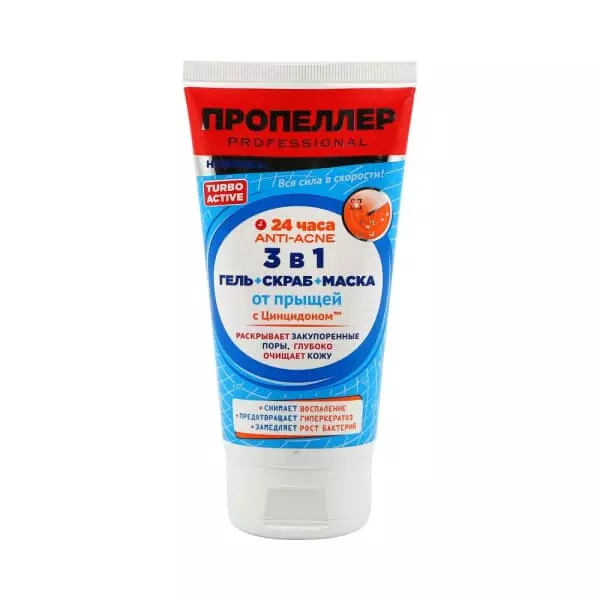 ПРОПЕЛЛЕР
PROFESSIONAL
Вся сила в скорости!
TURBO
ACTIVE
24 часа
ANTI-ACNE
3 в 1
ГЕЛЬ+СКРАБ+МАСКА
от прыщей
с Цинцидоном™
РАСКРЫВАЕТ ЗАКУПОРЕННЫЕ
ПОРЫ, ГЛУБОКО
ОЧИЩАЕТ КОЖУ
• СНИМАЕТ ВОСПАЛЕНИЕ
• ПРЕДОТВРАЩАЕТ ГИПЕРКЕРАТОЗ
• ЗАМЕДЛЯЕТ РОСТ БАКТЕРИЙ